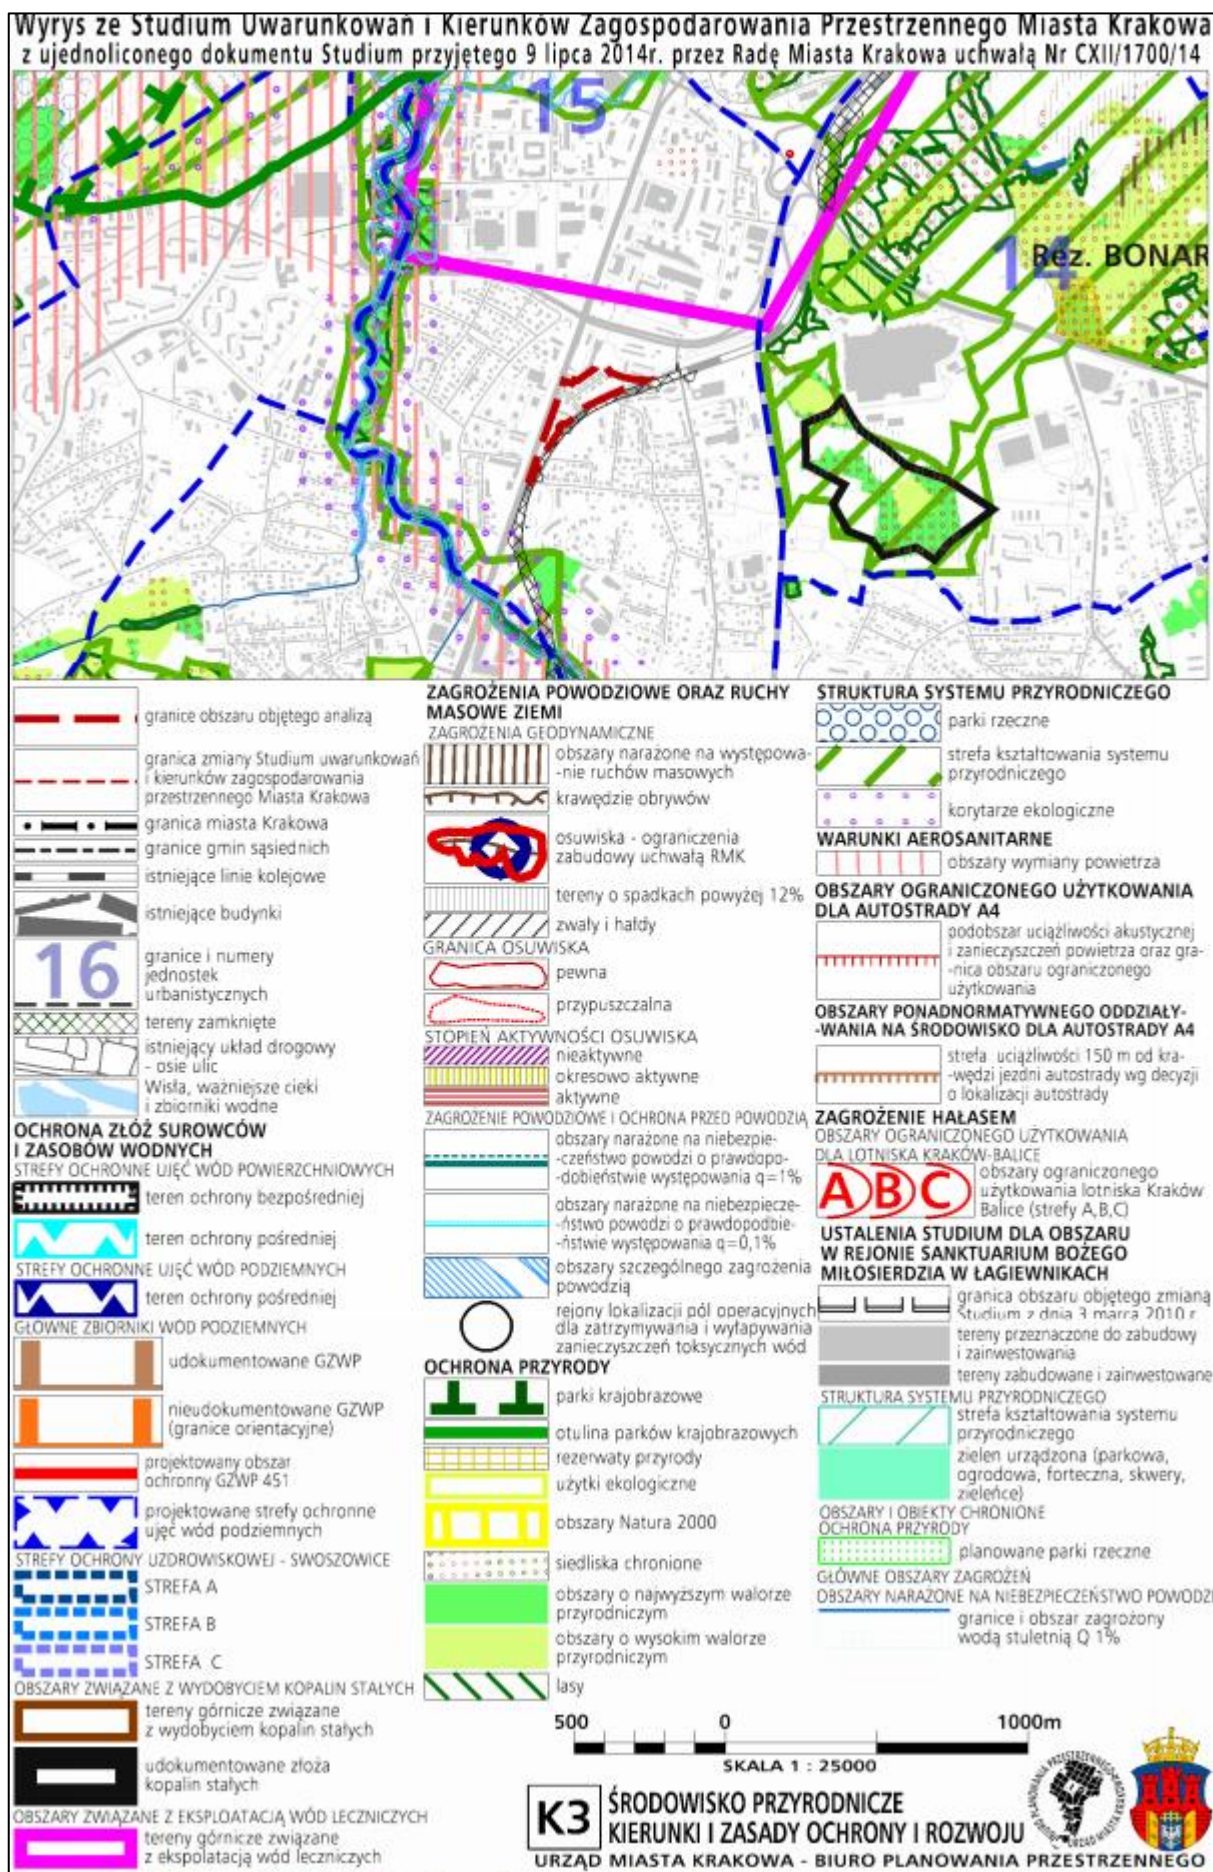 Wyrys ze Studium Uwarunkowań i Kierunków Zagospodarowania Przestrzennego Miasta Krakowa
z ujednoliconego dokumentu Studium przyjętego 9 lipca 2014r. przez Radę Miasta Krakowa uchwałą Nr CXII/1700/14
15
14
Rez. BONAR
granice obszaru objętego analizą
granica zmiany Studium uwarunkowań
i kierunków zagospodarowania
przestrzennego Miasta Krakowa
granica miasta Krakowa
granice gmin sąsiednich
istniejące linie kolejowe
istniejące budynki
16
granice i numery
jednostek
urbanistycznych
tereny zamknięte
istniejący układ drogowy
- osie ulic
Wisła, ważniejsze cieki
i zbiorniki wodne
OCHRONA ZŁÓŻ SUROWCÓW
I ZASOBÓW WODNYCH
STREFY OCHRONNE UJĘĆ WÓD POWIERZCHNIOWYCH
teren ochrony bezpośredniej
teren ochrony pośredniej
STREFY OCHRONNE UJĘĆ WÓD PODZIEMNYCH
teren ochrony pośredniej
GŁÓWNE ZBIORNIKI WÓD PODZIEMNYCH
udokumentowane GZWP
nieudokumentowane GZWP
(granice orientacyjne)
projektowany obszar
ochronny GZWP 451
projektowane strefy ochronne
ujęć wód podziemnych
STREFY OCHRONY UZDROWISKOWEJ - SWOSZOWICE
STREFA A
STREFA B
STREFA C
OBSZARY ZWIĄZANE Z WYDOBYCIEM KOPALIN STAŁYCH
tereny górnicze związane
z wydobyciem kopalin stałych
udokumentowane złoża
kopalin stałych
OBSZARY ZWIĄZANE Z EKSPLOATACJĄ WÓD LECZNICZYCH
tereny górnicze związane
z ekspolatacją wód leczniczych
ZAGROŻENIA POWODZIOWE ORAZ RUCHY
MASOWE ZIEMI
ZAGROŻENIA GEODYNAMICZNE
obszary narażone na występowa-
-nie ruchów masowych
krawędzie obrywów
osuwiska - ograniczenia
zabudowy uchwałą RMK
tereny o spadkach powyżej 12%
zwały i hałdy
GRANICA OSUWISKA
pewna
przypuszczalna
STOPIEŃ AKTYWNOŚCI OSUWISKA
nieaktywne
okresowo aktywne
aktywne
ZAGROŻENIE POWODZIOWE I OCHRONA PRZED POWODZIĄ
obszary narażone na niebezpie-
-czeństwo powodzi o prawdopo-
-dobieństwie występowania q=1%
obszary narażone na niebezpiecze-
-ństwo powodzi o prawdopodbie-
-ństwie występowania q=0,1%
obszary szczególnego zagrożenia
powodzią
rejony lokalizacji pól operacyjnych
dla zatrzymywania i wyłapywania
zanieczyszczeń toksycznych wód
OCHRONA PRZYRODY
parki krajobrazowe
otulina parków krajobrazowych
rezerwaty przyrody
użytki ekologiczne
obszary Natura 2000
siedliska chronione
obszary o najwyższym walorze
przyrodniczym
obszary o wysokim walorze
przyrodniczym
lasy
STRUKTURA SYSTEMU PRZYRODNICZEGO
parki rzeczne
strefa kształtowania systemu
przyrodniczego
korytarze ekologiczne
WARUNKI AEROSANITARNE
obszary wymiany powietrza
OBSZARY OGRANICZONEGO UŻYTKOWANIA
DLA AUTOSTRADY A4
podobszar uciążliwości akustycznej
i zanieczyszczeń powietrza oraz gra-
-nica obszaru ograniczonego
użytkowania
OBSZARY PONADNORMATYWNEGO ODDZIAŁY-
-WANIA NA ŚRODOWISKO DLA AUTOSTRADY A4
strefa uciążliwości 150 m od kra-
-wędzi jezdni autostrady wg decyzji
o lokalizacji autostrady
ZAGROŻENIE HAŁASEM
OBSZARY OGRANICZONEGO UŻYTKOWANIA
DLA LOTNISKA KRAKÓW-BALICE
A B C
obszary ograniczonego
użytkowania lotniska Kraków
Balice (strefy A,B,C)
USTALENIA STUDIUM DLA OBSZARU
W REJONIE SANKTUARIUM BOŻEGO
MIŁOSIERDZIA W ŁAGIEWNIKACH
granica obszaru objętego zmianą
Studium z dnia 3 marca 2010 r
tereny przeznaczone do zabudowy
i zainwestowania
tereny zabudowane i zainwestowane
STRUKTURA SYSTEMU PRZYRODNICZEGO
strefa kształtowania systemu
przyrodniczego
zielen urządzona (parkowa,
ogrodowa, forteczna, skwery,
zieleńce)
OBSZARY I OBIEKTY CHRONIONE
OCHRONA PRZYRODY
planowane parki rzeczne
GŁÓWNE OBSZARY ZAGROŻEŃ
OBSZARY NARAŻONE NA NIEBEZPIECZEŃSTWO POWODZI
granice i obszar zagrożony
wodą stuletnią Q 1%
500 0 1000m
SKALA 1 : 25000
K3
ŚRODOWISKO PRZYRODNICZE
KIERUNKI I ZASADY OCHRONY I ROZWOJU
URZĄD MIASTA KRAKOWA - BIURO PLANOWANIA PRZESTRZENNEGO